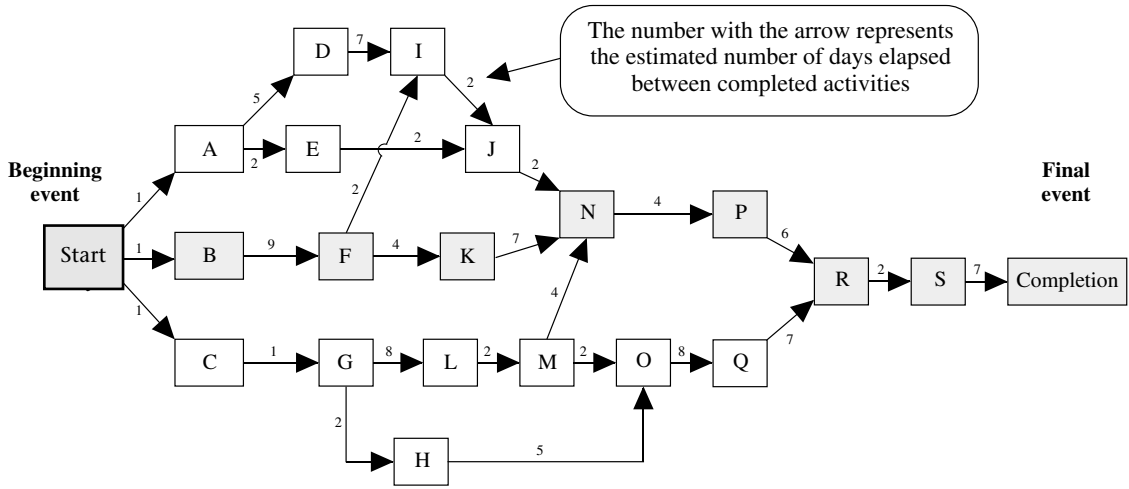 The number with the arrow represents
the estimated number of days elapsed
between completed activities
D
7
I
5
2
A
2
E
2
J
Beginning
event
1
2
2
Final
event
N
4
P
Start
1
B
9
F
4
K
7
6
R
2
S
7
Completion
1
4
C
1
G
8
L
2
M
2
O
8
Q
7
2
H
5